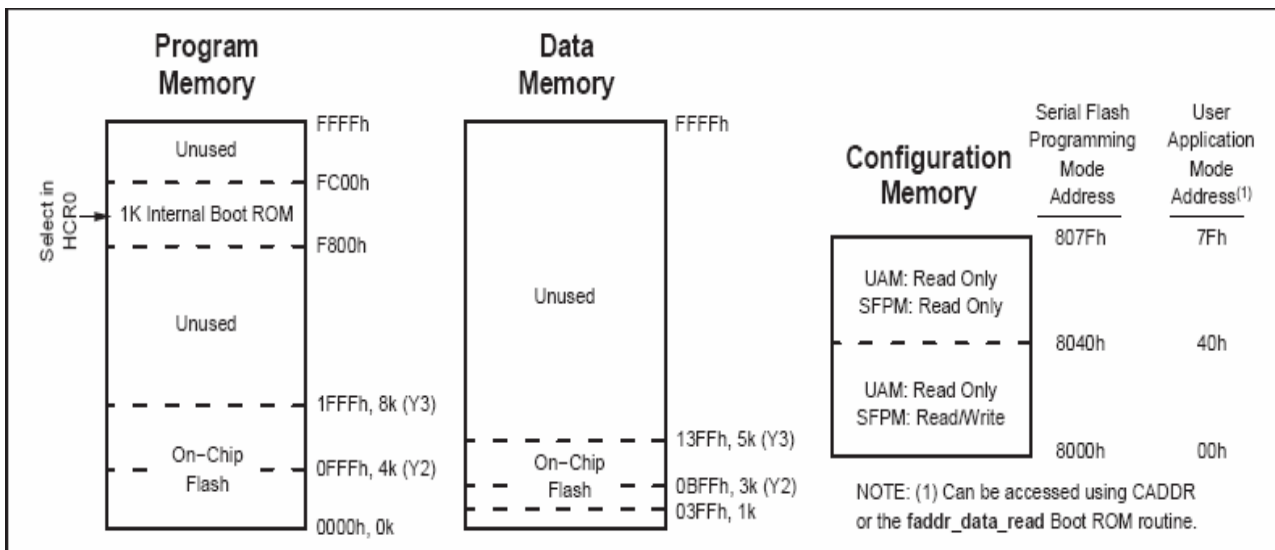 Program
Memory
FFFFh
Unused
FC00h
Select in
HCR0
1K Internal Boot ROM
F800h
Unused
1FFFh, 8k (Y3)
On-Chip
Flash
0FFFh, 4k (Y2)
0000h, 0k
Data
Memory
FFFFh
Unused
13FFh, 5k (Y3)
On-Chip
Flash
0BFFh, 3k (Y2)
03FFh, 1k
Configuration
Memory
Serial Flash
Programming
Mode
Address
User
Application
Mode
Address(1)
807Fh
7Fh
UAM: Read Only
SFPM: Read Only
8040h
40h
UAM: Read Only
SFPM: Read/Write
8000h
00h
NOTE: (1) Can be accessed using CADDR
or the faddr_data_read Boot ROM routine.